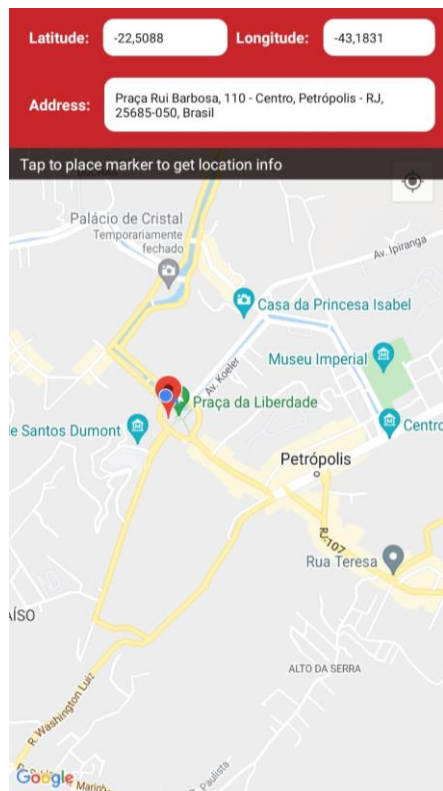 Latitude: -22,5088 Longitude: -43,1831
Address: Praça Rui Barbosa, 110 - Centro, Petrópolis - RJ,
25685-050, Brasil
Tap to place marker to get location info
Palácio de Cristal
Temporariamente
fechado
Av. Ipiranga
Casa da Princesa Isabel
Museu Imperial
Av. Koeler
Praça da Liberdade
e Santos Dumont
Centro
Petrópolis
RJ-107
Rua Teresa
AÍSO
ALTO DA SERRA
R. Washington Luiz
Paulista
Google